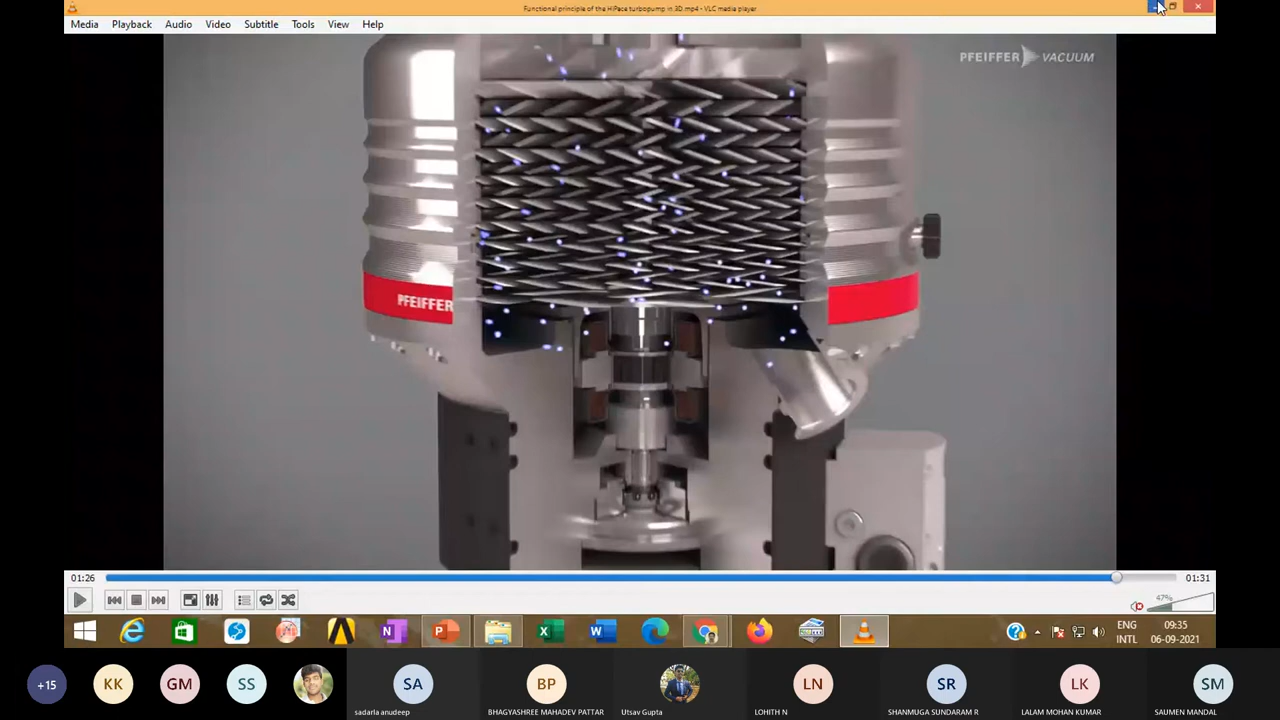 Functional principle of the HiPace turbopump in 3D.mp4 - VLC media player
Media Playback Audio Video Subtitle Tools View Help
PFEIFFER VACUUM
PFEIFFER
01:26
01:31
47%
ENG
INTL
09:35
06-09-2021
N P X W
+15 KK GM SS SA BP LN SR LK SM
sadarla anudeep BHAGYASHREE MAHADEV PATTAR Utsav Gupta LOHITH N SHANMUGA SUNDARAM R LALAM MOHAN KUMAR SAUMEN MANDAL